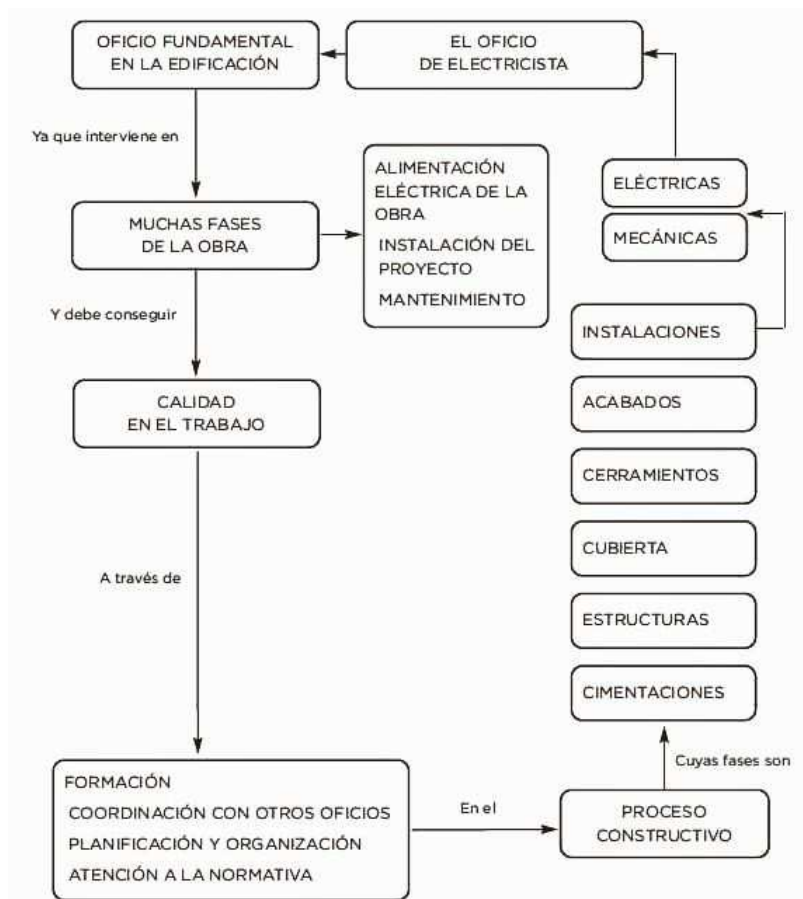 OFICIO FUNDAMENTAL
EN LA EDIFICACIÓN
EL OFICIO
DE ELECTRICISTA
Ya que interviene en
MUCHAS FASES
DE LA OBRA
ALIMENTACIÓN
ELÉCTRICA DE LA
OBRA
INSTALACIÓN DEL
PROYECTO
MANTENIMIENTO
Y debe conseguir
CALIDAD
EN EL TRABAJO
A través de
FORMACIÓN
COORDINACIÓN CON OTROS OFICIOS
PLANIFICACIÓN Y ORGANIZACIÓN
ATENCIÓN A LA NORMATIVA
En el
PROCESO
CONSTRUCTIVO
Cuyas fases son
CIMENTACIONES
ESTRUCTURAS
CUBIERTA
CERRAMIENTOS
ACABADOS
INSTALACIONES
MECÁNICAS
ELÉCTRICAS